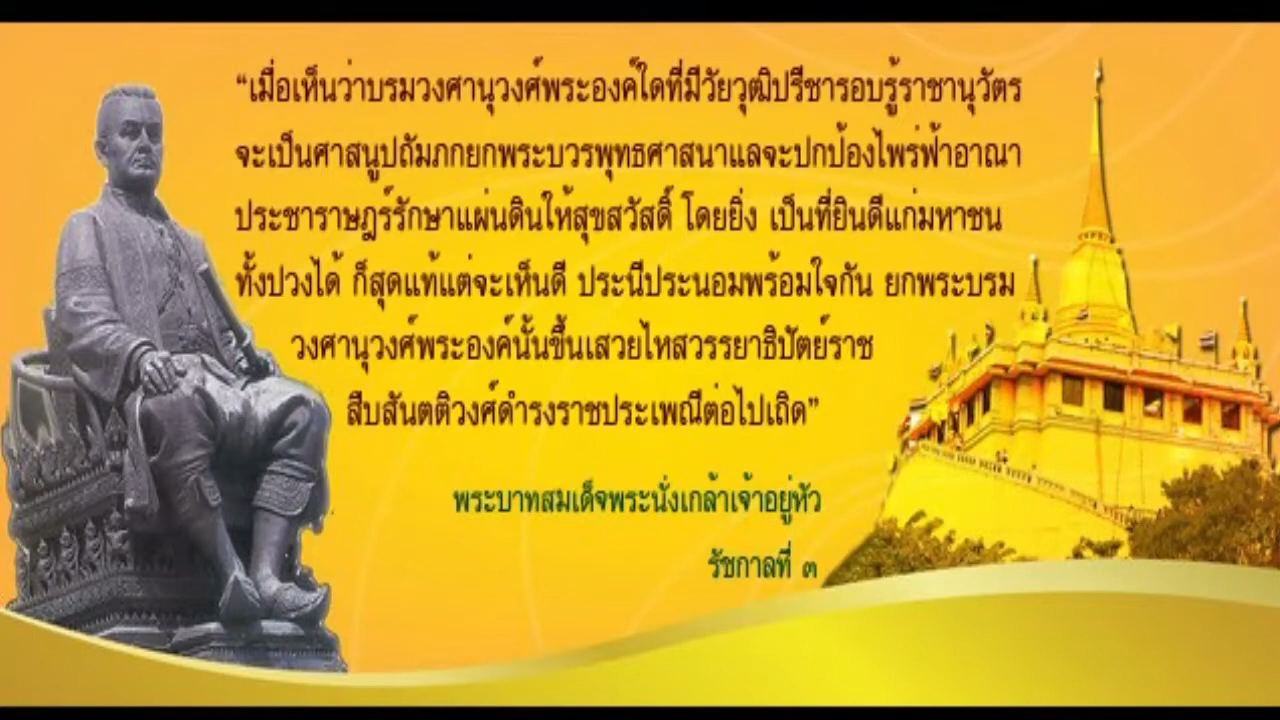 “เมื่อเห็นว่าบรมวงศานุวงศ์พระองค์ใดที่มีวัยวุฒิปรีชารอบรู้ราชานุวัตร
จะเป็นศาสนูปถัมภกยกพระบวรพุทธศาสนาแลจะปกป้องไพร่ฟ้าอาณา
ประชาราษฎร์รักษาแผ่นดินให้สุขสวัสดิ์ โดยยิ่ง เป็นที่ยินดีแก่มหาชน
ทั้งปวงได้ ก็สุดแท้แต่จะเห็นดี ประนีประนอมพร้อมใจกัน ยกพระบรม
วงศานุวงศ์พระองค์นั้นขึ้นเสวยไหสวรรยาธิปัตย์ราช
สืบสันตติวงศ์ดำรงราชประเพณีต่อไปเถิด”
พระบาทสมเด็จพระนั่งเกล้าเจ้าอยู่หัว
รัชกาลที่ ๓